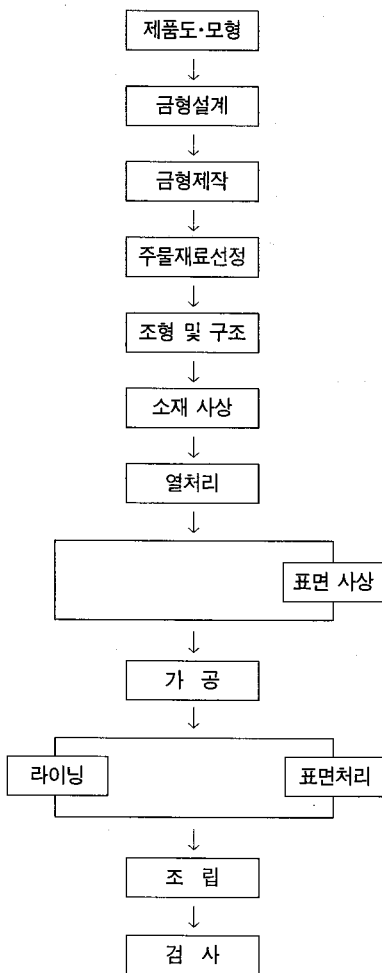 제품도·모형
금형설계
금형제작
주물재료선정
조형 및 구조
소재 사상
열처리
표면 사상
가 공
라이닝
표면처리
조 립
검 사